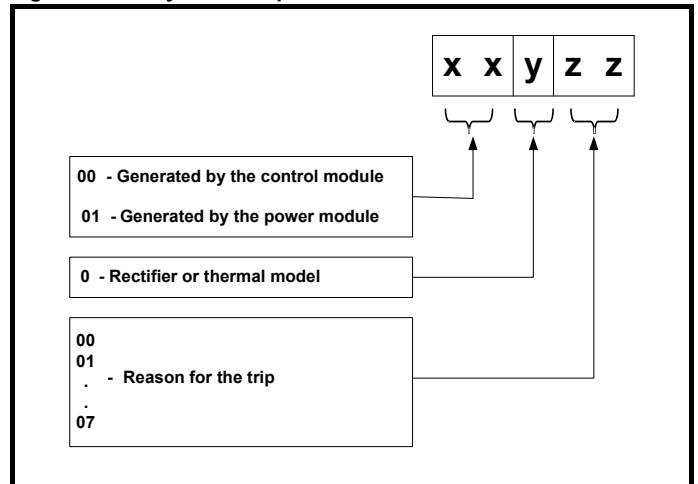 x x y z z
00 - Generated by the control module
01 - Generated by the power module
0 - Rectifier or thermal model
00
01
. - Reason for the trip
.
07